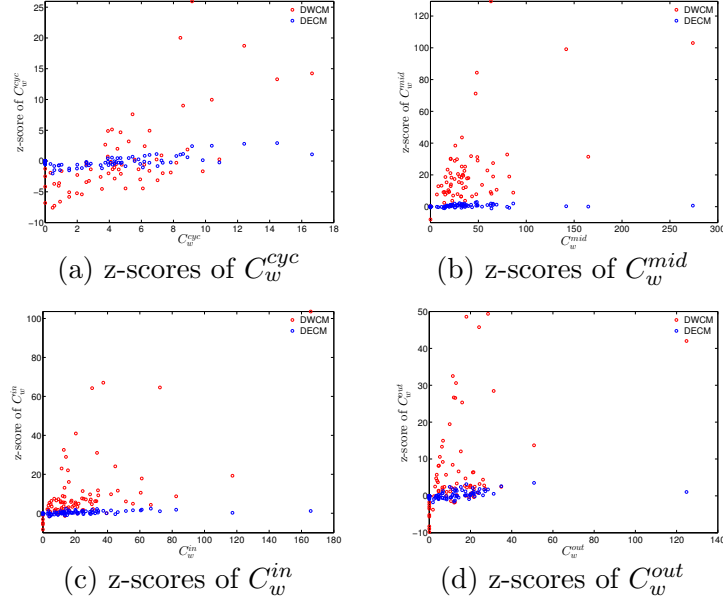 25
20
15
10
5
0
−5
−10
0 2 4 6 8 10 12 14 16 18
z-score of $C_w^{cyc}$
$C_w^{cyc}$
DWCM
DECM
(a) z-scores of $C_w^{cyc}$
120
100
80
60
40
20
0
0 50 100 150 200 250 300
z-score of $C_w^{mid}$
$C_w^{mid}$
DWCM
DECM
(b) z-scores of $C_w^{mid}$
100
80
60
40
20
0
0 20 40 60 80 100 120 140 160 180
z-score of $C_w^{in}$
$C_w^{in}$
DWCM
DECM
(c) z-scores of $C_w^{in}$
50
40
30
20
10
0
−10
0 20 40 60 80 100 120 140
z-score of $C_w^{out}$
$C_w^{out}$
DWCM
DECM
(d) z-scores of $C_w^{out}$